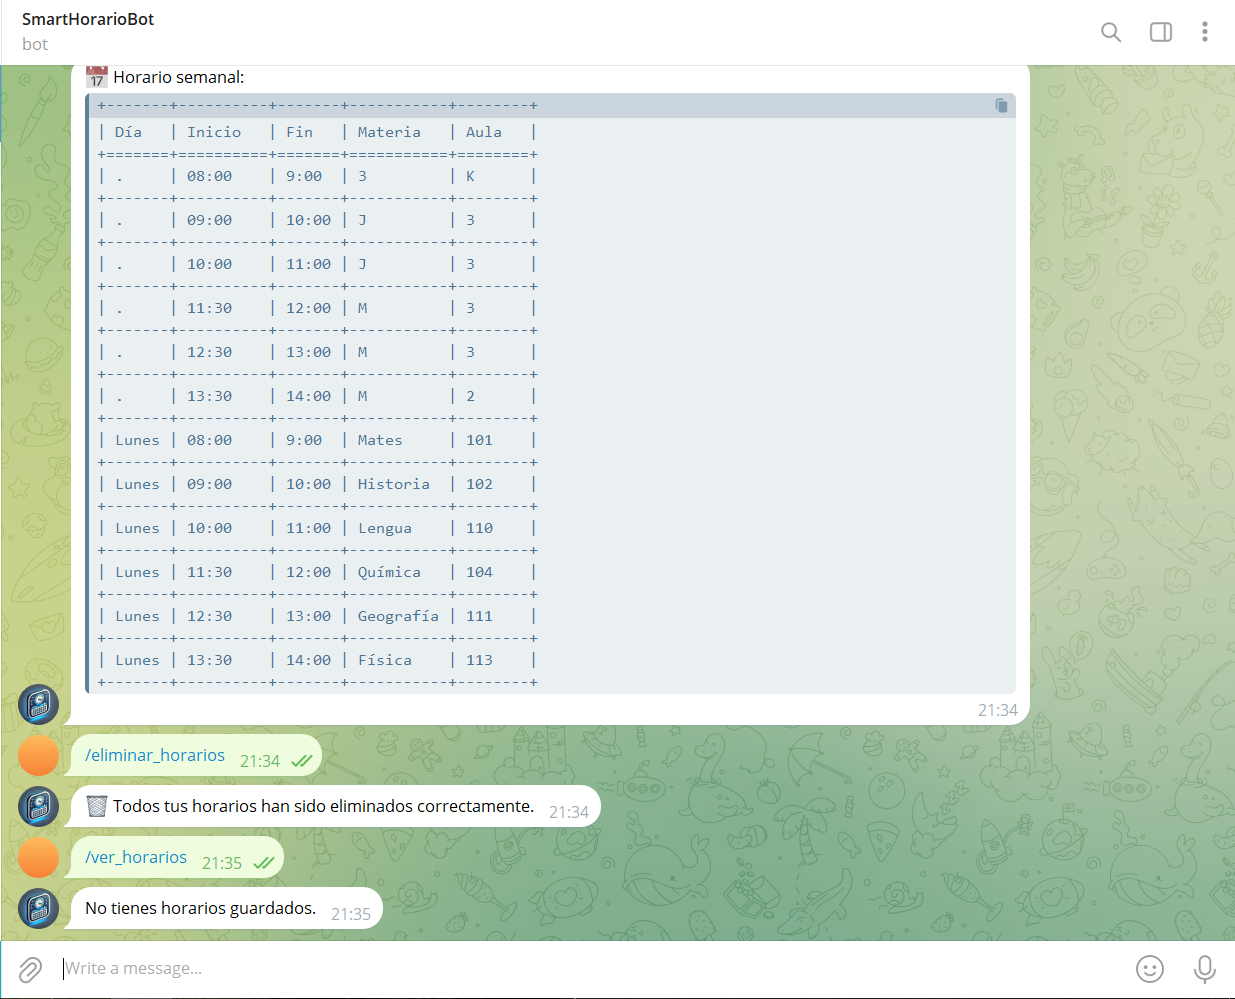 SmartHorarioBot
bot
17 Horario semanal:
+-------+----------+-------+-----------+--------+
| Día   | Inicio   | Fin   | Materia   | Aula   |
+=======+==========+=======+===========+========+
| .     | 08:00    | 9:00  | 3         | K      |
+-------+----------+-------+-----------+--------+
| .     | 09:00    | 10:00 | J         | 3      |
+-------+----------+-------+-----------+--------+
| .     | 10:00    | 11:00 | J         | 3      |
+-------+----------+-------+-----------+--------+
| .     | 11:30    | 12:00 | M         | 3      |
+-------+----------+-------+-----------+--------+
| .     | 12:30    | 13:00 | M         | 3      |
+-------+----------+-------+-----------+--------+
| .     | 13:30    | 14:00 | M         | 2      |
+-------+----------+-------+-----------+--------+
| Lunes | 08:00    | 9:00  | Mates     | 101    |
+-------+----------+-------+-----------+--------+
| Lunes | 09:00    | 10:00 | Historia  | 102    |
+-------+----------+-------+-----------+--------+
| Lunes | 10:00    | 11:00 | Lengua    | 110    |
+-------+----------+-------+-----------+--------+
| Lunes | 11:30    | 12:00 | Química   | 104    |
+-------+----------+-------+-----------+--------+
| Lunes | 12:30    | 13:00 | Geografía | 111    |
+-------+----------+-------+-----------+--------+
| Lunes | 13:30    | 14:00 | Física    | 113    |
+-------+----------+-------+-----------+--------+
21:34
/eliminar_horarios 21:34
Todos tus horarios han sido eliminados correctamente. 21:34
/ver_horarios 21:35
No tienes horarios guardados. 21:35
Write a message...